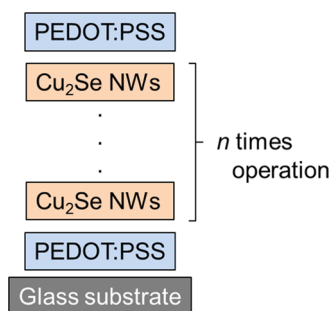 PEDOT:PSS
Cu₂Se NWs
n times
operation
Cu₂Se NWs
PEDOT:PSS
Glass substrate